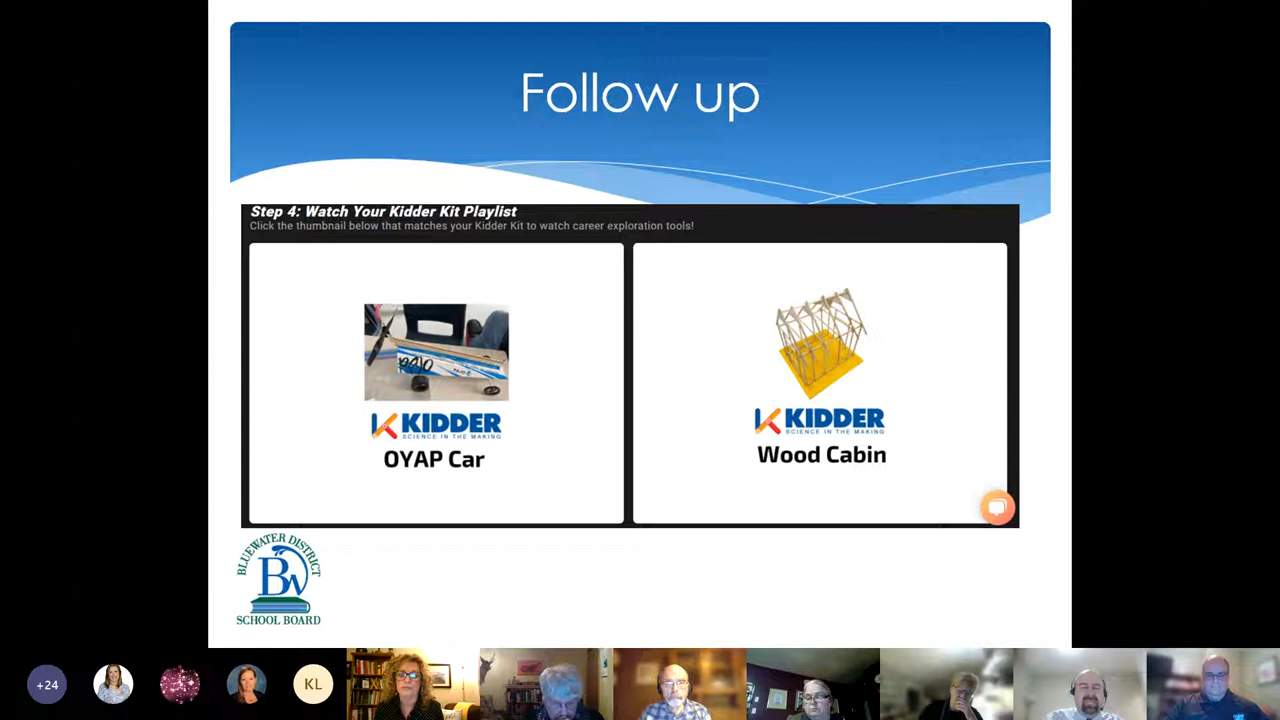 Follow up
Step 4: Watch Your Kidder Kit Playlist
Click the thumbnail below that matches your Kidder Kit to watch career exploration tools!
KIDDER
SCIENCE IN THE MAKING
OYAP Car
KIDDER
SCIENCE IN THE MAKING
Wood Cabin
BLUEWATER DISTRICT
BW
SCHOOL BOARD
+24
KL